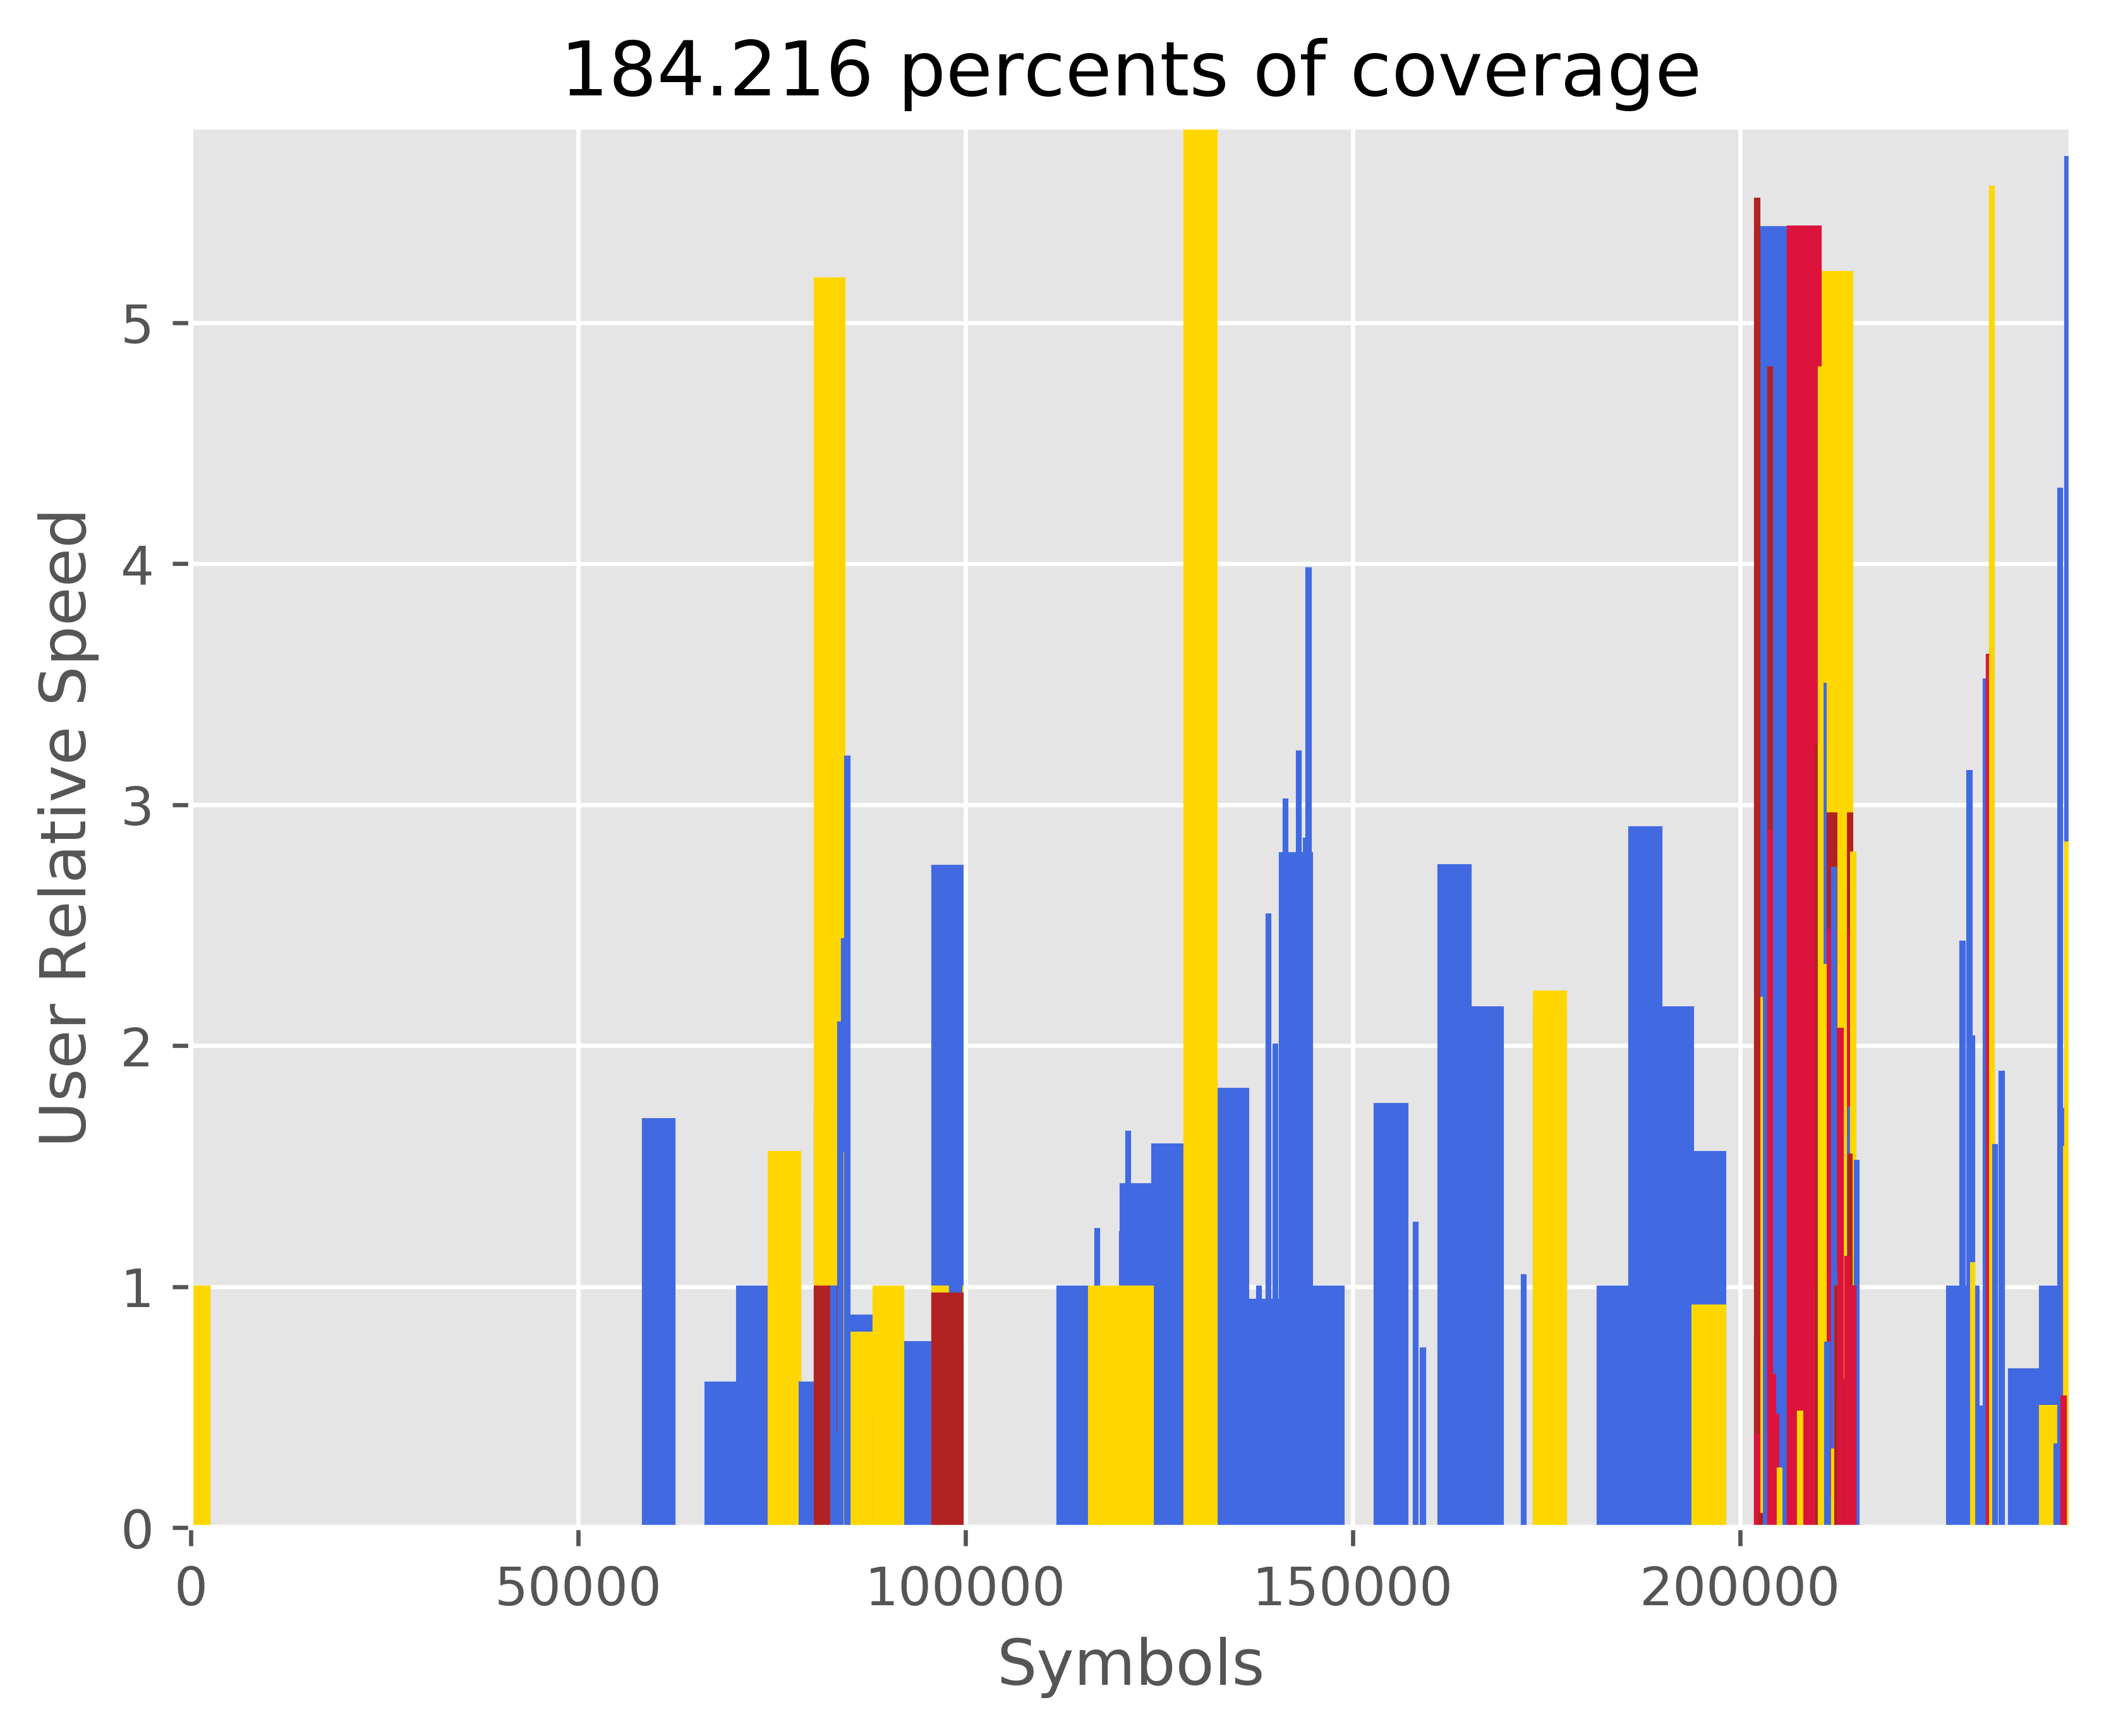 184.216 percents of coverage
User Relative Speed
5
4
3
2
1
0
0 50000 100000 150000 200000
Symbols